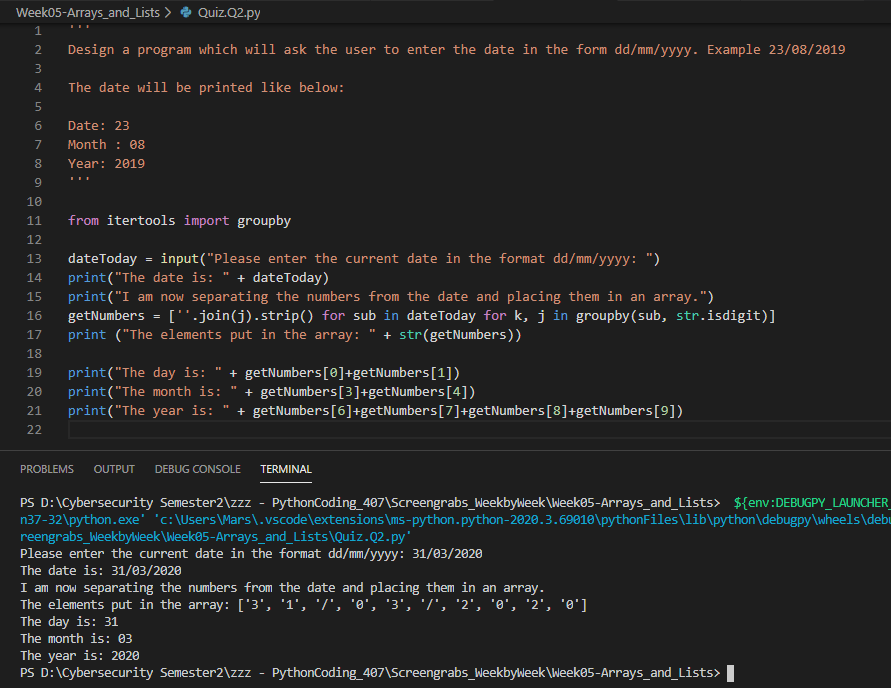 Week05-Arrays_and_Lists > Quiz.Q2.py
1 '''
2 Design a program which will ask the user to enter the date in the form dd/mm/yyyy. Example 23/08/2019
3
4 The date will be printed like below:
5
6 Date: 23
7 Month : 08
8 Year: 2019
9 '''
10
11 from itertools import groupby
12
13 dateToday = input("Please enter the current date in the format dd/mm/yyyy: ")
14 print("The date is: " + dateToday)
15 print("I am now separating the numbers from the date and placing them in an array.")
16 getNumbers = [''.join(j).strip() for sub in dateToday for k, j in groupby(sub, str.isdigit)]
17 print ("The elements put in the array: " + str(getNumbers))
18
19 print("The day is: " + getNumbers[0]+getNumbers[1])
20 print("The month is: " + getNumbers[3]+getNumbers[4])
21 print("The year is: " + getNumbers[6]+getNumbers[7]+getNumbers[8]+getNumbers[9])
22
PROBLEMS OUTPUT DEBUG CONSOLE TERMINAL
PS D:\Cybersecurity Semester2\zzz - PythonCoding_407\Screengrabs_WeekbyWeek\Week05-Arrays_and_Lists> ${env:DEBUGPY_LAUNCHER_
n37-32\python.exe' 'c:\Users\Mars\.vscode\extensions\ms-python.python-2020.3.69010\pythonFiles\lib\python\debugpy\wheels\debu
reengrabs_WeekbyWeek\Week05-Arrays_and_Lists\Quiz.Q2.py'
Please enter the current date in the format dd/mm/yyyy: 31/03/2020
The date is: 31/03/2020
I am now separating the numbers from the date and placing them in an array.
The elements put in the array: ['3', '1', '/', '0', '3', '/', '2', '0', '2', '0']
The day is: 31
The month is: 03
The year is: 2020
PS D:\Cybersecurity Semester2\zzz - PythonCoding_407\Screengrabs_WeekbyWeek\Week05-Arrays_and_Lists>